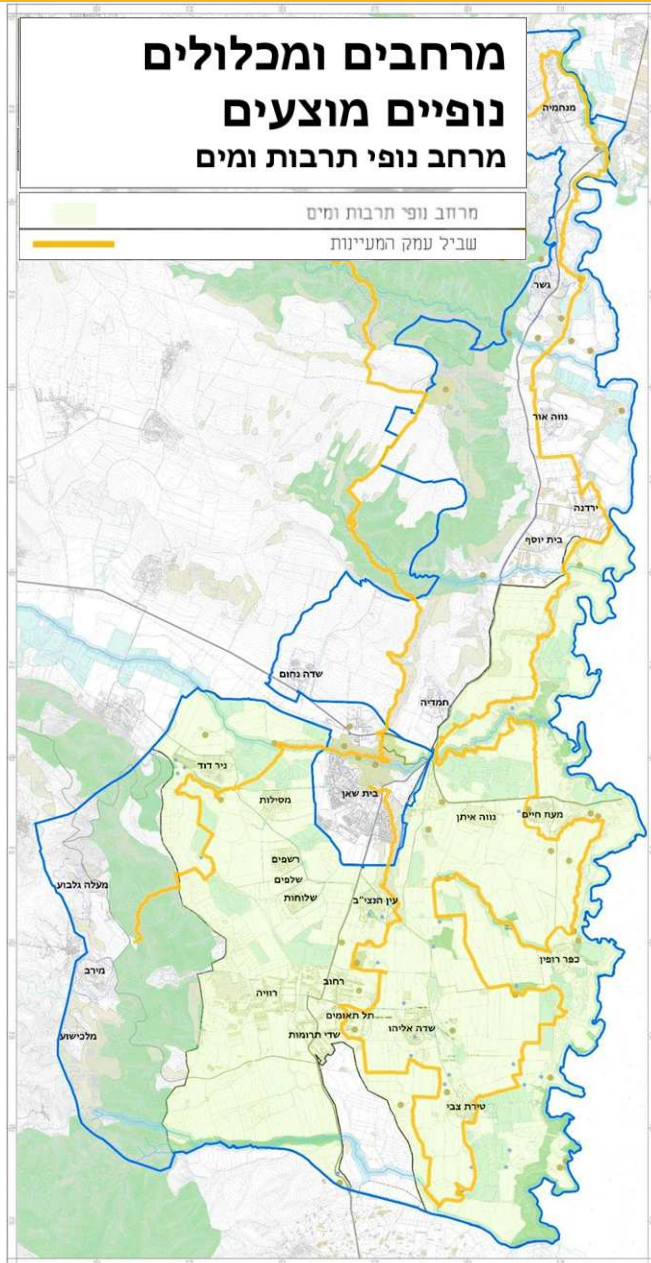 מרחבים ומכלולים
נופיים מוצעים
מרחב נופי תרבות ומים
מרחב נופי תרבות ומים
שביל עמק המעיינות
מנחמיה
גשר
נווה אור
ירדנה
בית יוסף
שדה נחום
חמדיה
ניר דוד
בית שאן
מסילות
נווה איתן
מעוז חיים
רשפים
שלפים
שלוחות
מעלה גלבוע
עין הנצי"ב
כפר רופין
מירב
רחוב
רוויה
תל תאומים
שדה אליהו
שדי תרומות
מלכישוע
טירת צבי